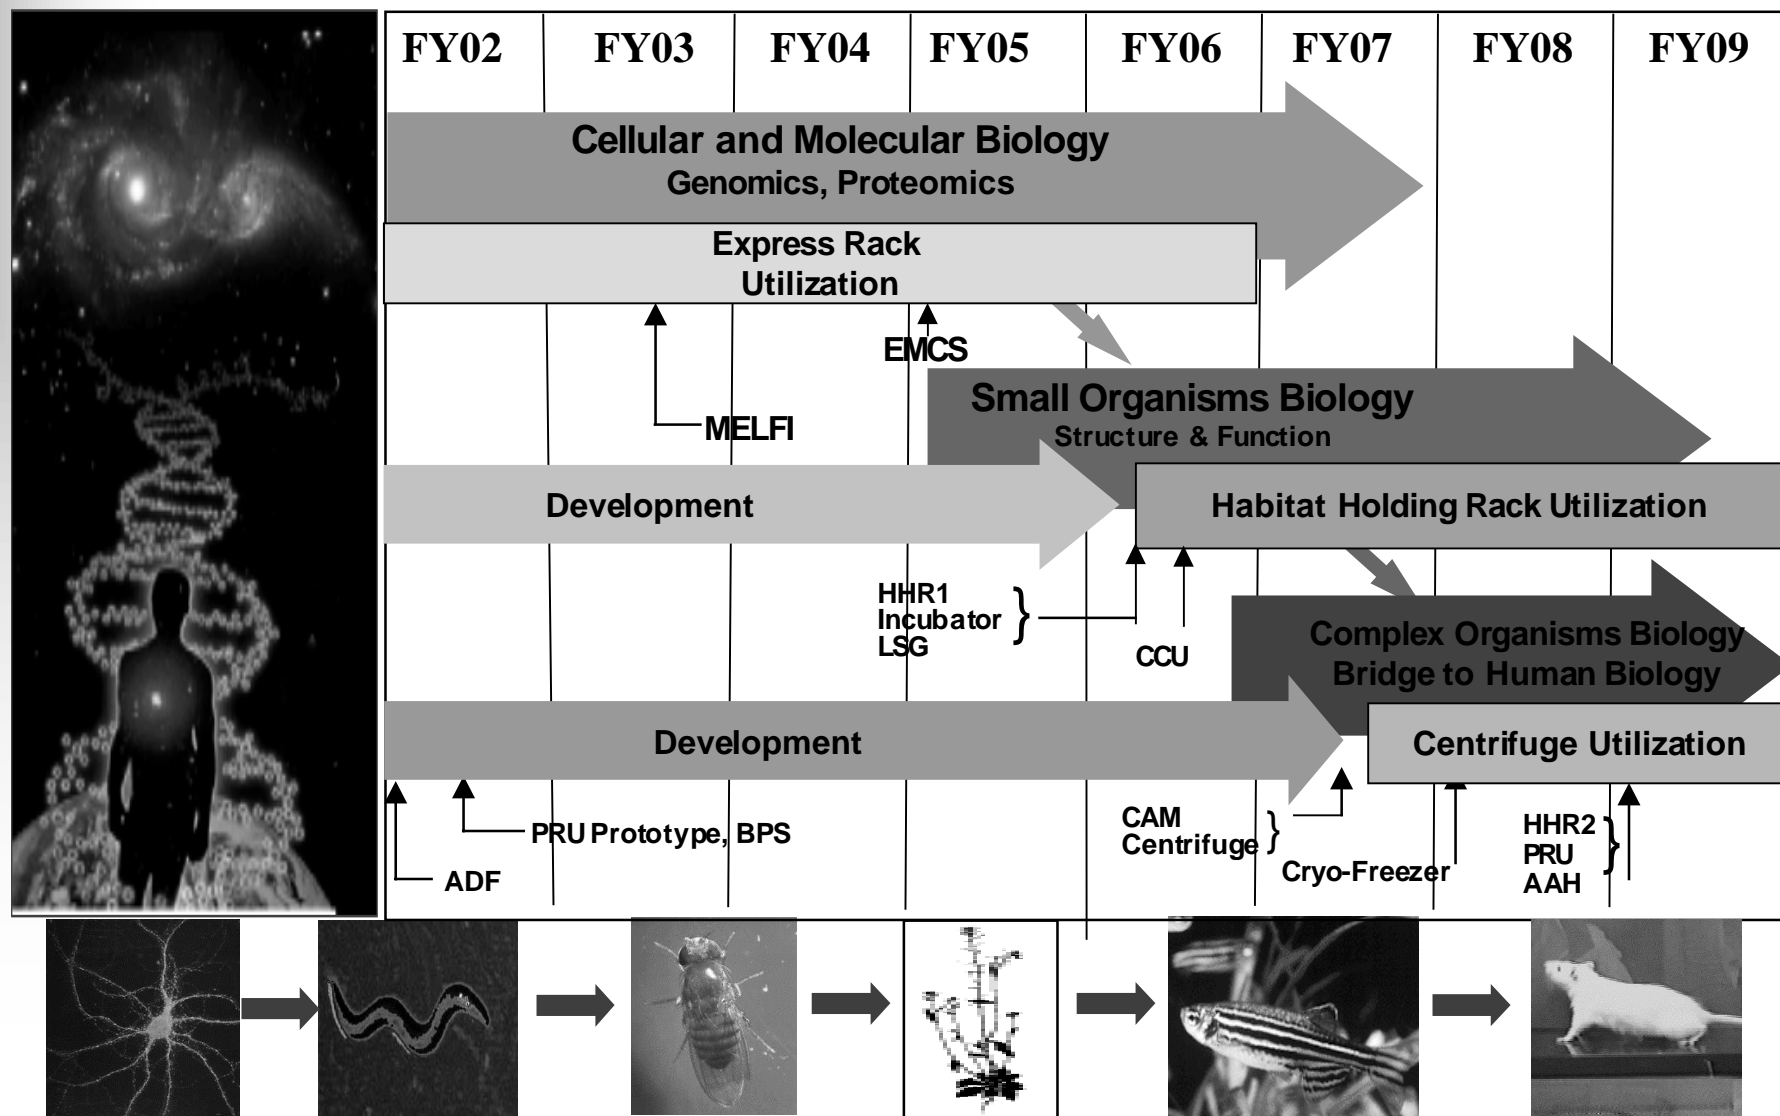 FY02 FY03 FY04 FY05 FY06 FY07 FY08 FY09
Cellular and Molecular Biology
Genomics, Proteomics
Express Rack
Utilization
EMCS
MELFI
Small Organisms Biology
Structure & Function
Development
Habitat Holding Rack Utilization
HHR1
Incubator
LSG
}
CCU
Complex Organisms Biology
Bridge to Human Biology
Development
Centrifuge Utilization
PRU Prototype, BPS
ADF
CAM
Centrifuge
}
Cryo-Freezer
HHR2
PRU
AAH
}